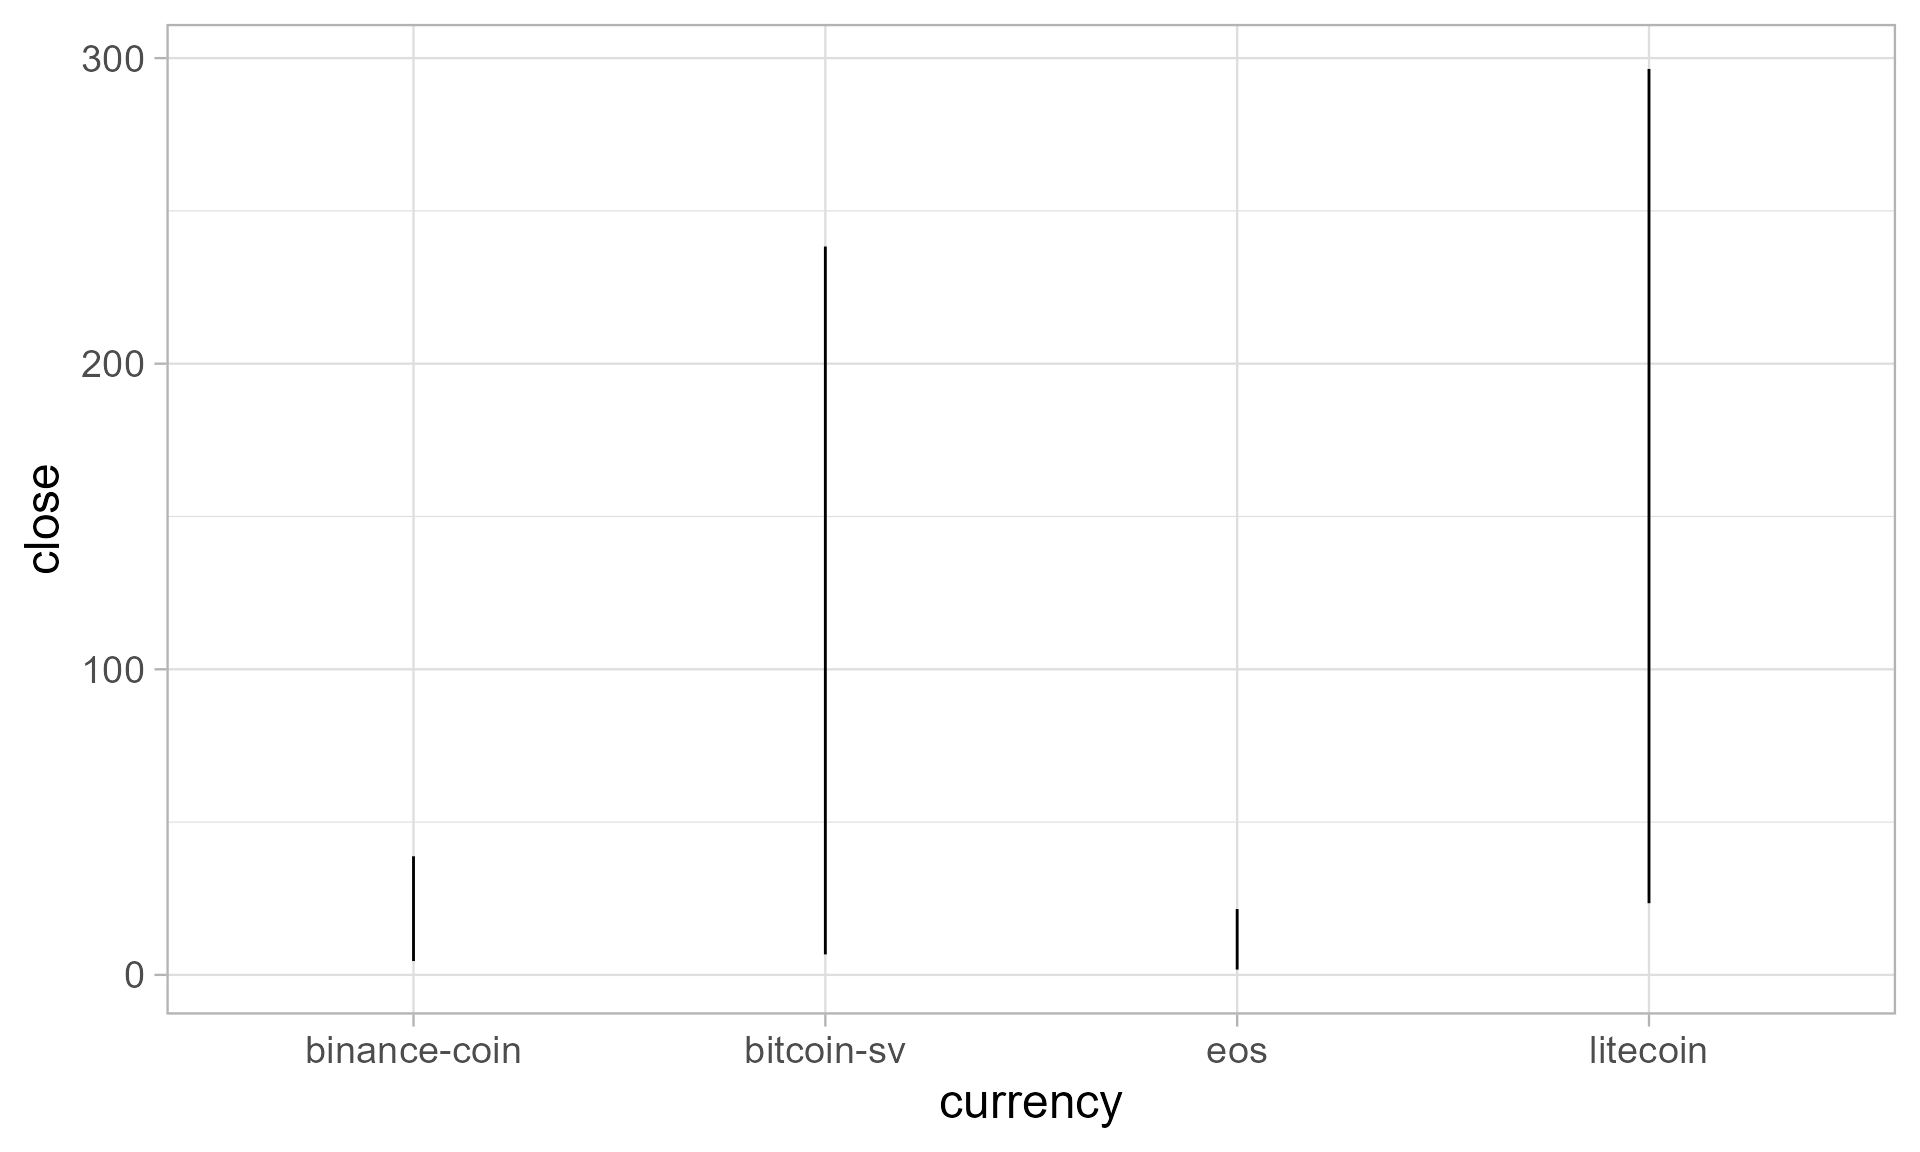 300
200
100
0
close
binance-coin
bitcoin-sv
eos
litecoin
currency